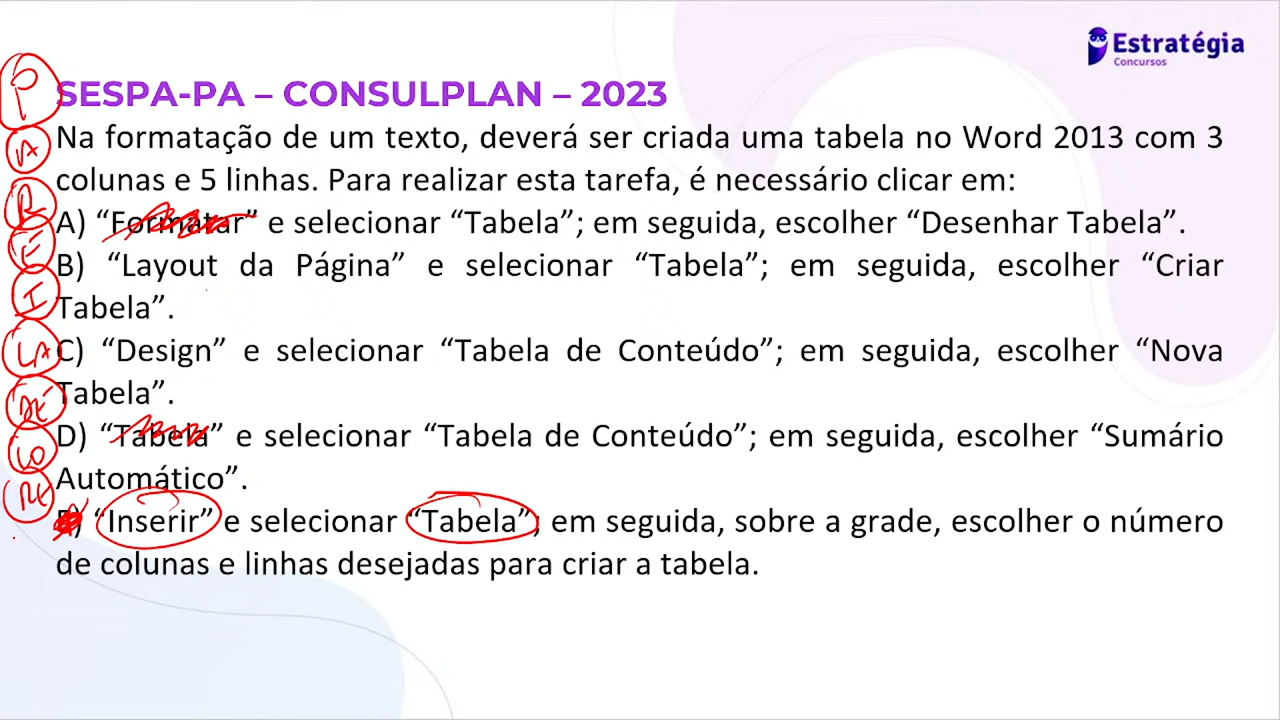 Estratégia
Concursos
SESPA-PA – CONSULPLAN – 2023
Na formatação de um texto, deverá ser criada uma tabela no Word 2013 com 3
colunas e 5 linhas. Para realizar esta tarefa, é necessário clicar em:
A) “Formatar” e selecionar “Tabela”; em seguida, escolher “Desenhar Tabela”.
B) “Layout da Página” e selecionar “Tabela”; em seguida, escolher “Criar
Tabela”.
C) “Design” e selecionar “Tabela de Conteúdo”; em seguida, escolher “Nova
Tabela”.
D) “Tabela” e selecionar “Tabela de Conteúdo”; em seguida, escolher “Sumário
Automático”.
E) “Inserir” e selecionar “Tabela”; em seguida, sobre a grade, escolher o número
de colunas e linhas desejadas para criar a tabela.
A
R
I
LA
CO
RE